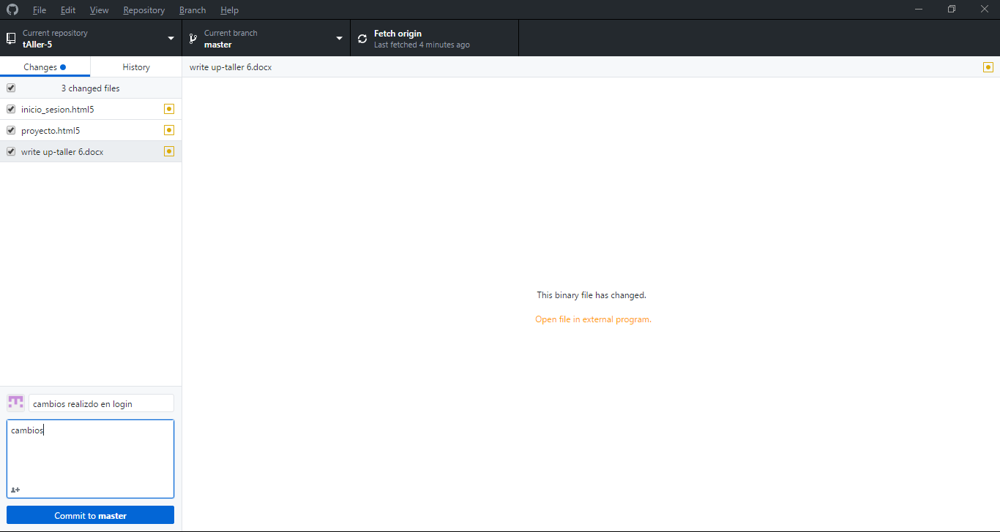 File Edit View Repository Branch Help
Current repository
tAller-5
Current branch
master
Fetch origin
Last fetched 4 minutes ago
Changes
History
write up-taller 6.docx
3 changed files
inicio_sesion.html5
proyecto.html5
write up-taller 6.docx
This binary file has changed.
Open file in external program.
cambios realizdo en login
cambios
Commit to master